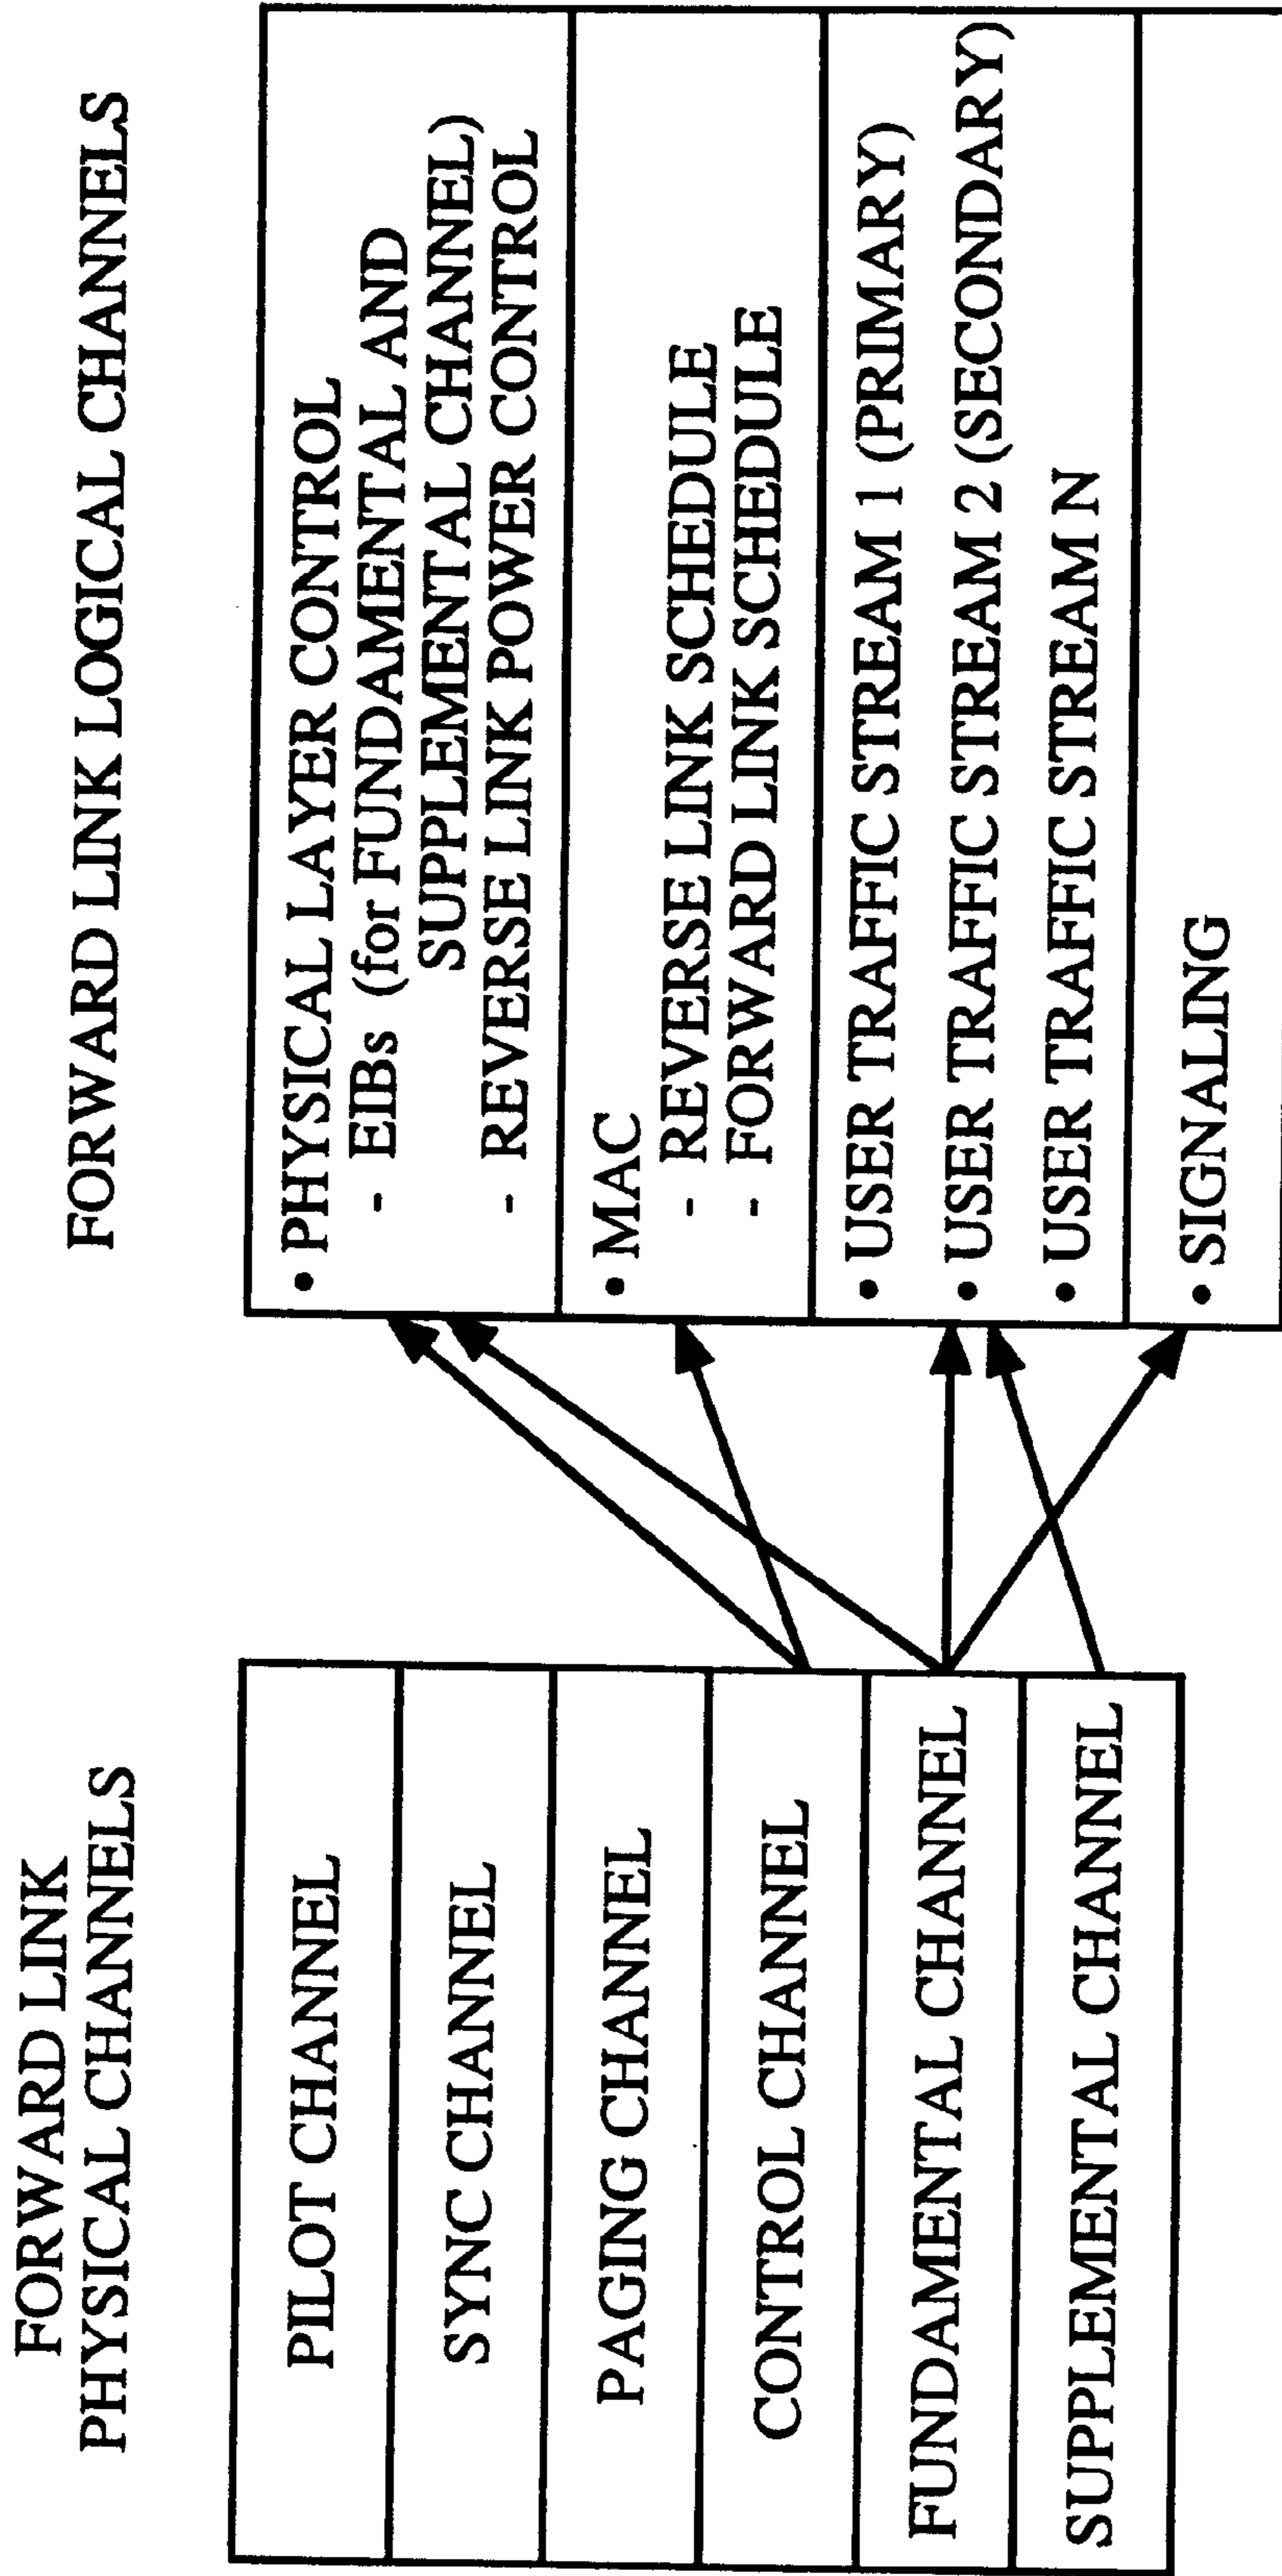 FORWARD LINK
PHYSICAL CHANNELS
PILOT CHANNEL
SYNC CHANNEL
PAGING CHANNEL
CONTROL CHANNEL
FUNDAMENTAL CHANNEL
SUPPLEMENTAL CHANNEL
FORWARD LINK LOGICAL CHANNELS
• PHYSICAL LAYER CONTROL
- EIBs (for FUNDAMENTAL AND
SUPPLEMENTAL CHANNEL)
- REVERSE LINK POWER CONTROL
• MAC
- REVERSE LINK SCHEDULE
- FORWARD LINK SCHEDULE
• USER TRAFFIC STREAM 1 (PRIMARY)
• USER TRAFFIC STREAM 2 (SECONDARY)
• USER TRAFFIC STREAM N
• SIGNALING